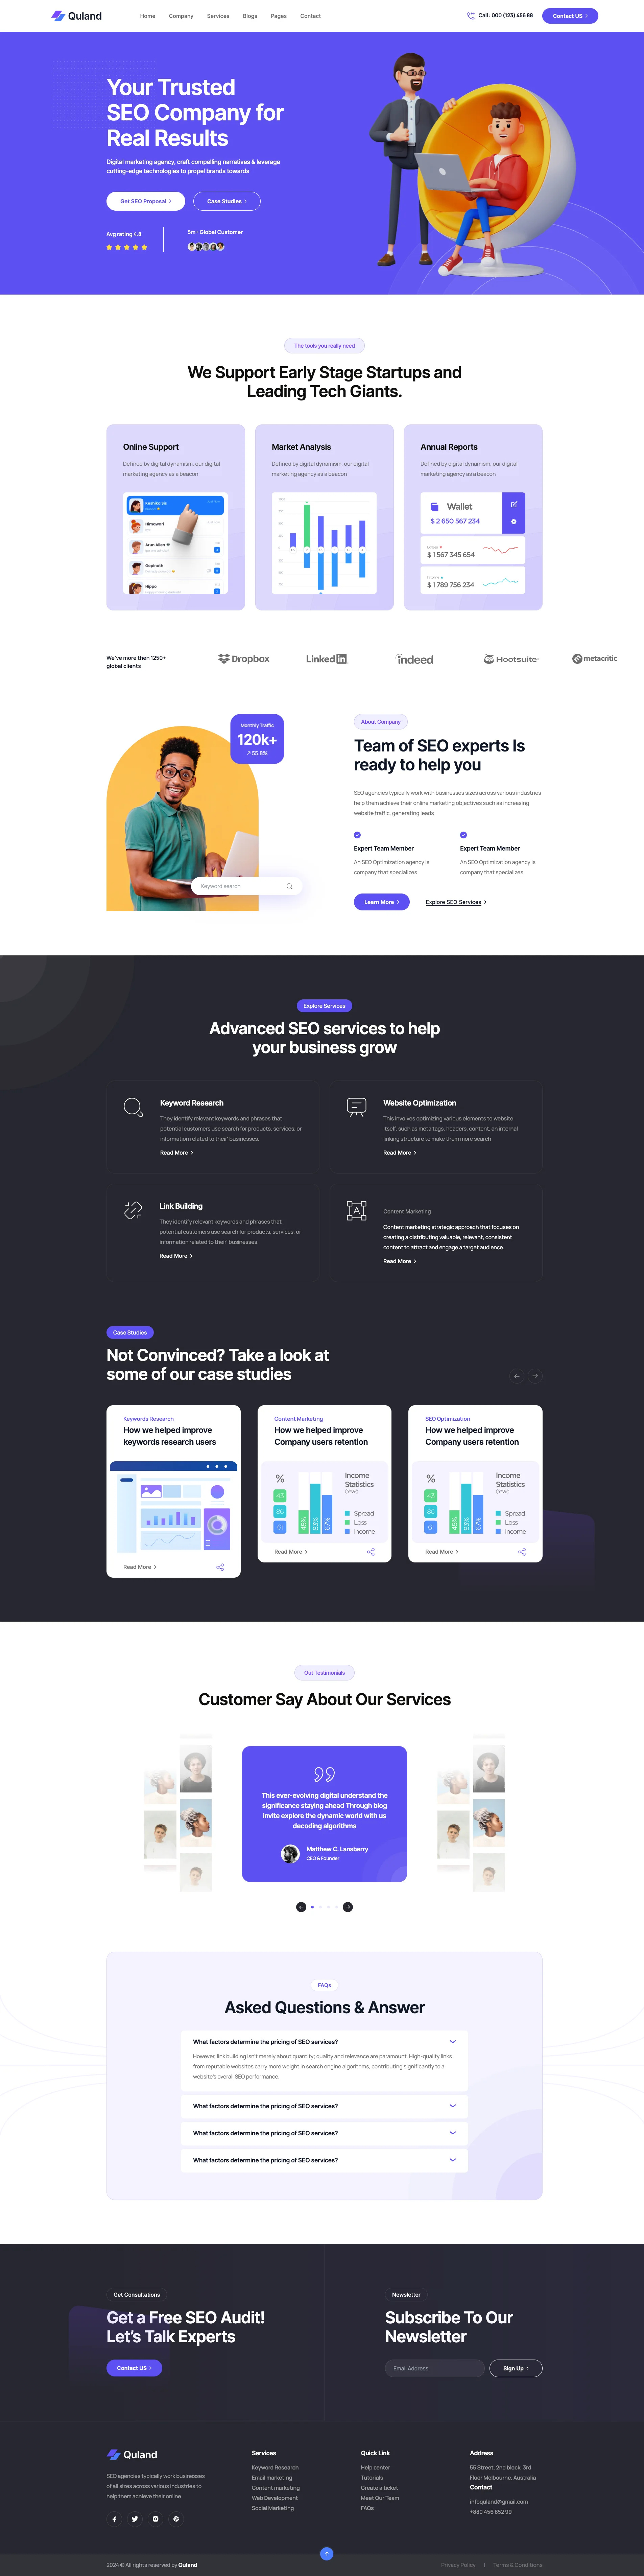 Quland
Home Company Services Blogs Pages Contact
Call : 000 (123) 456 88
Contact US
Your Trusted
SEO Company for
Real Results
Digital marketing agency, craft compelling narratives & leverage
cutting-edge technologies to propel brands towards
Get SEO Proposal
Case Studies
Avg rating 4.8
5m+ Global Customer
The tools you really need
We Support Early Stage Startups and
Leading Tech Giants.
Online Support
Defined by digital dynamism, our digital
marketing agency as a beacon
Market Analysis
Defined by digital dynamism, our digital
marketing agency as a beacon
Annual Reports
Defined by digital dynamism, our digital
marketing agency as a beacon
Wallet
$ 2 650 567 234
$ 1 567 345 654
$ 1 789 756 234
We've more then 1250+
global clients
Dropbox
Linked in
indeed
Hootsuite
metacritic
Monthly Traffic
120k+
55.8%
Keyword search
About Company
Team of SEO experts Is
ready to help you
SEO agencies typically work with businesses sizes across various industries
help them achieve their online marketing objectives such as increasing
website traffic, generating leads
Expert Team Member
An SEO Optimization agency is
company that specializes
Expert Team Member
An SEO Optimization agency is
company that specializes
Learn More
Explore SEO Services
Explore Services
Advanced SEO services to help
your business grow
Keyword Research
They identify relevant keywords and phrases that
potential customers use search for products, services, or
information related to their' businesses.
Read More
Website Optimization
This involves optimizing various elements to website
itself, such as meta tags, headers, content, an internal
linking structure to make them more search
Read More
Link Building
They identify relevant keywords and phrases that
potential customers use search for products, services, or
information related to their' businesses.
Read More
Content Marketing
Content marketing strategic approach that focuses on
creating a distributing valuable, relevant, consistent
content to attract and engage a target audience.
Read More
Case Studies
Not Convinced? Take a look at
some of our case studies
Keywords Research
How we helped improve
keywords research users
Read More
Content Marketing
How we helped improve
Company users retention
%
43
86
61
45%
83%
67%
Income
Statistics
(Year)
Spread
Loss
Income
Read More
SEO Optimization
How we helped improve
Company users retention
%
43
86
61
45%
83%
67%
Income
Statistics
(Year)
Spread
Loss
Income
Read More
Out Testimonials
Customer Say About Our Services
This ever-evolving digital understand the
significance staying ahead Through blog
invite explore the dynamic world with us
decoding algorithms
Matthew C. Lansberry
CEO & Founder
FAQs
Asked Questions & Answer
What factors determine the pricing of SEO services?
However, link building isn't merely about quantity; quality and relevance are paramount. High-quality links
from reputable websites carry more weight in search engine algorithms, contributing significantly to a
website's overall SEO performance.
What factors determine the pricing of SEO services?
What factors determine the pricing of SEO services?
What factors determine the pricing of SEO services?
Get Consultations
Get a Free SEO Audit!
Let's Talk Experts
Contact US
Newsletter
Subscribe To Our
Newsletter
Email Address
Sign Up
Quland
SEO agencies typically work businesses
of all sizes across various industries to
help them achieve their online
Services
Keyword Research
Email marketing
Content marketing
Web Development
Social Marketing
Quick Link
Help center
Tutorials
Create a ticket
Meet Our Team
FAQs
Address
55 Street, 2nd block, 3rd
Floor Melbourne, Australia
Contact
infoquland@gmail.com
+880 456 852 99
2024 © All rights reserved by Quland
Privacy Policy | Terms & Conditions